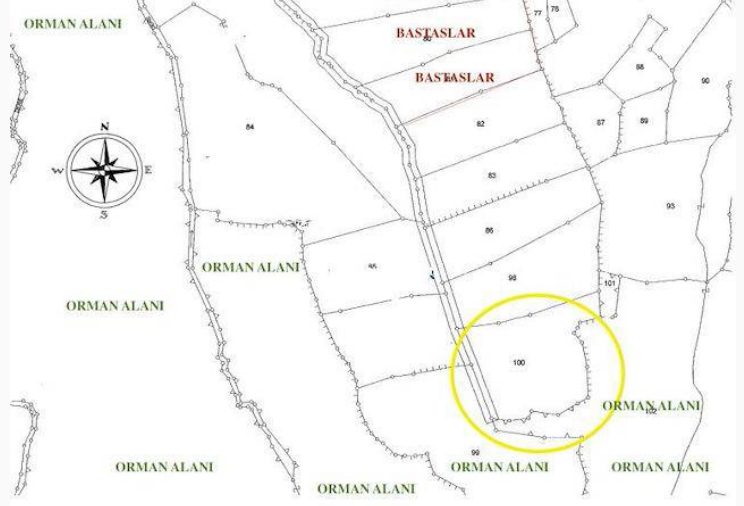 ORMAN ALANI
BASTASLAR
77
BASTASLAR
88
90
N
84
82
87
89
W
E
83
S
93
86
ORMAN ALANI
98
101
ORMAN ALANI
100
ORMAN ALANI
99
ORMAN ALANI
ORMAN ALANI
ORMAN ALANI
ORMAN ALANI